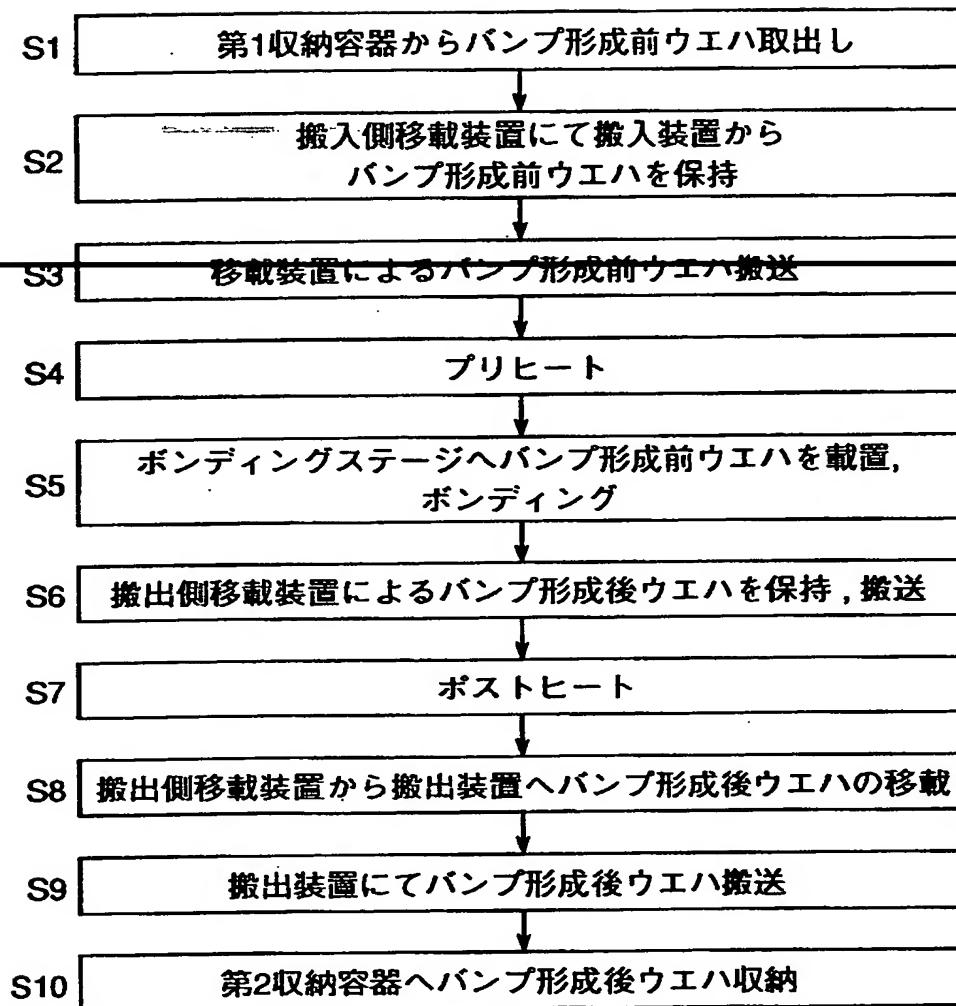 S1 第1収納容器からバンプ形成前ウエハ取出し
S2 搬入側移載装置にて搬入装置から
バンプ形成前ウエハを保持
S3 移載装置によるバンプ形成前ウエハ搬送
S4 プリヒート
S5 ボンディングステージへバンプ形成前ウエハを載置,
ボンディング
S6 搬出側移載装置によるバンプ形成後ウエハを保持,搬送
S7 ポストヒート
S8 搬出側移載装置から搬出装置へバンプ形成後ウエハの移載
S9 搬出装置にてバンプ形成後ウエハ搬送
S10 第2収納容器へバンプ形成後ウエハ収納